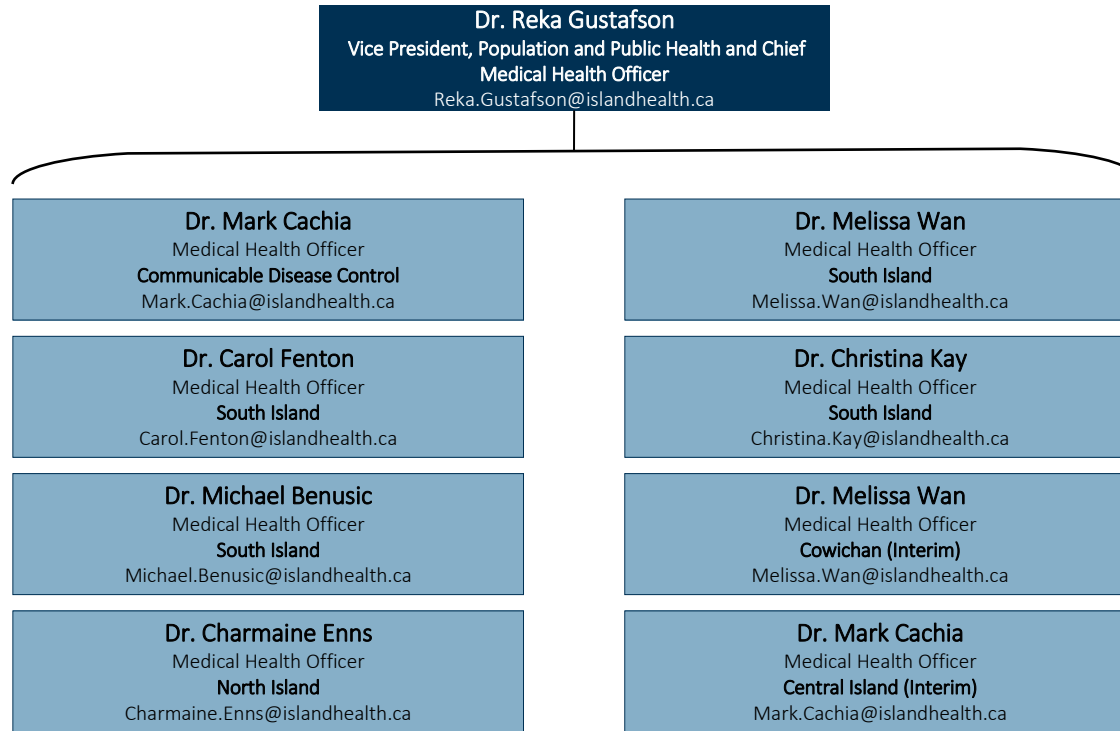 Dr. Reka Gustafson
Vice President, Population and Public Health and Chief
Medical Health Officer
Reka.Gustafson@islandhealth.ca
Dr. Mark Cachia
Medical Health Officer
Communicable Disease Control
Mark.Cachia@islandhealth.ca
Dr. Melissa Wan
Medical Health Officer
South Island
Melissa.Wan@islandhealth.ca
Dr. Carol Fenton
Medical Health Officer
South Island
Carol.Fenton@islandhealth.ca
Dr. Christina Kay
Medical Health Officer
South Island
Christina.Kay@islandhealth.ca
Dr. Michael Benusic
Medical Health Officer
South Island
Michael.Benusic@islandhealth.ca
Dr. Melissa Wan
Medical Health Officer
Cowichan (Interim)
Melissa.Wan@islandhealth.ca
Dr. Charmaine Enns
Medical Health Officer
North Island
Charmaine.Enns@islandhealth.ca
Dr. Mark Cachia
Medical Health Officer
Central Island (Interim)
Mark.Cachia@islandhealth.ca